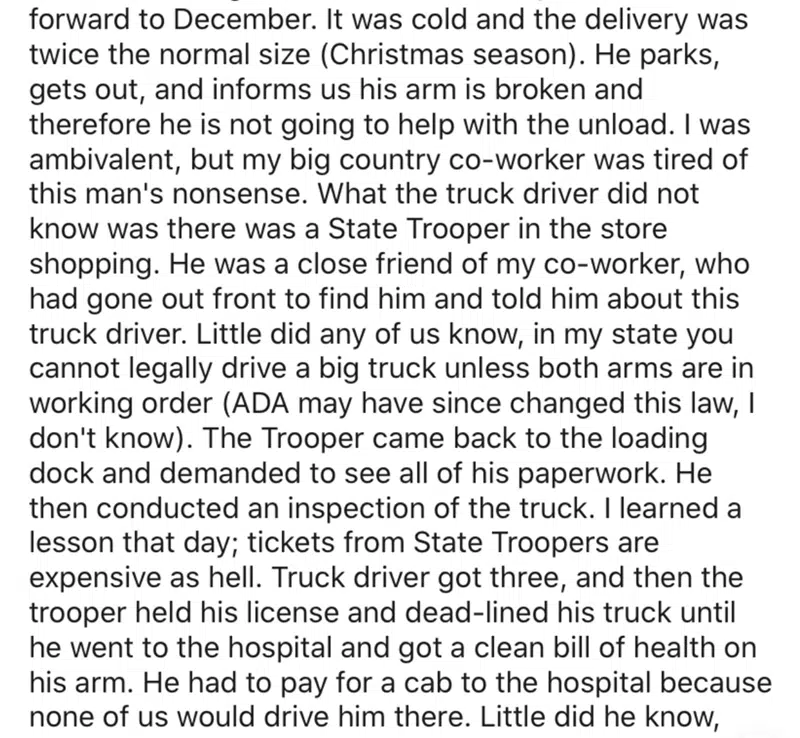 forward to December. It was cold and the delivery was
twice the normal size (Christmas season). He parks,
gets out, and informs us his arm is broken and
therefore he is not going to help with the unload. I was
ambivalent, but my big country co-worker was tired of
this man's nonsense. What the truck driver did not
know was there was a State Trooper in the store
shopping. He was a close friend of my co-worker, who
had gone out front to find him and told him about this
truck driver. Little did any of us know, in my state you
cannot legally drive a big truck unless both arms are in
working order (ADA may have since changed this law, I
don't know). The Trooper came back to the loading
dock and demanded to see all of his paperwork. He
then conducted an inspection of the truck. I learned a
lesson that day; tickets from State Troopers are
expensive as hell. Truck driver got three, and then the
trooper held his license and dead-lined his truck until
he went to the hospital and got a clean bill of health on
his arm. He had to pay for a cab to the hospital because
none of us would drive him there. Little did he know,